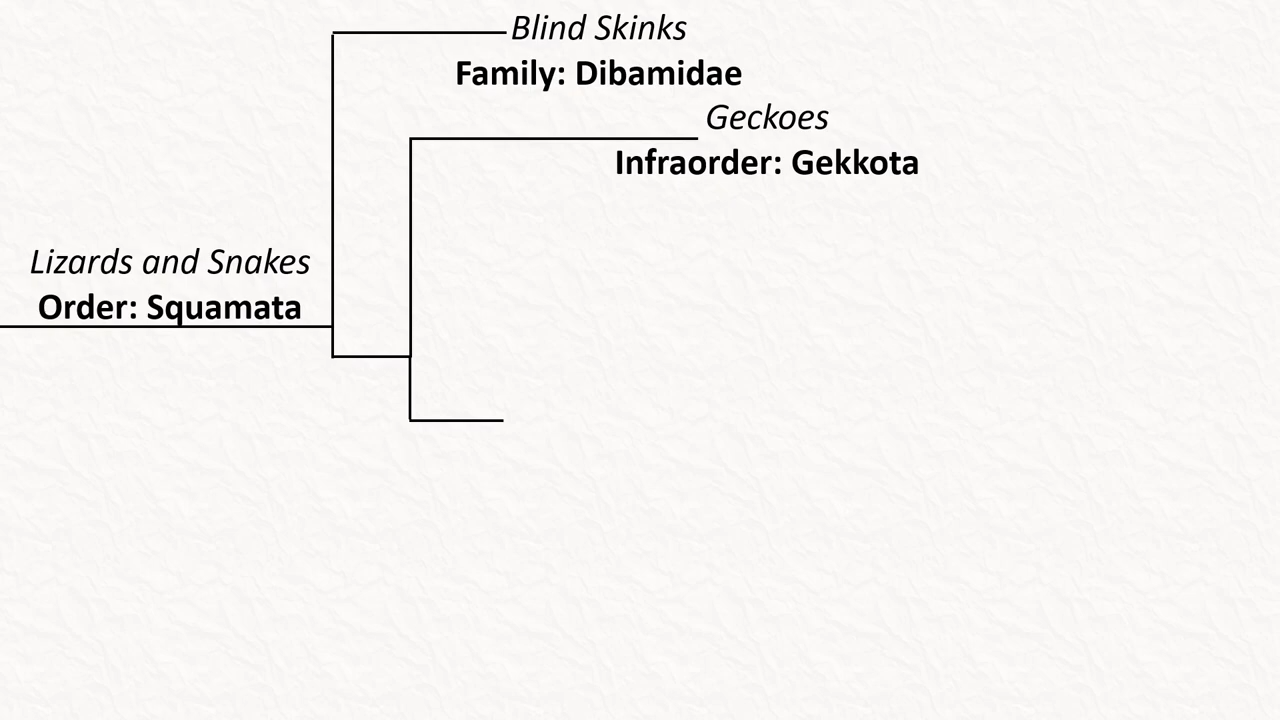 Blind Skinks
Family: Dibamidae
Geckoes
Infraorder: Gekkota
Lizards and Snakes
Order: Squamata